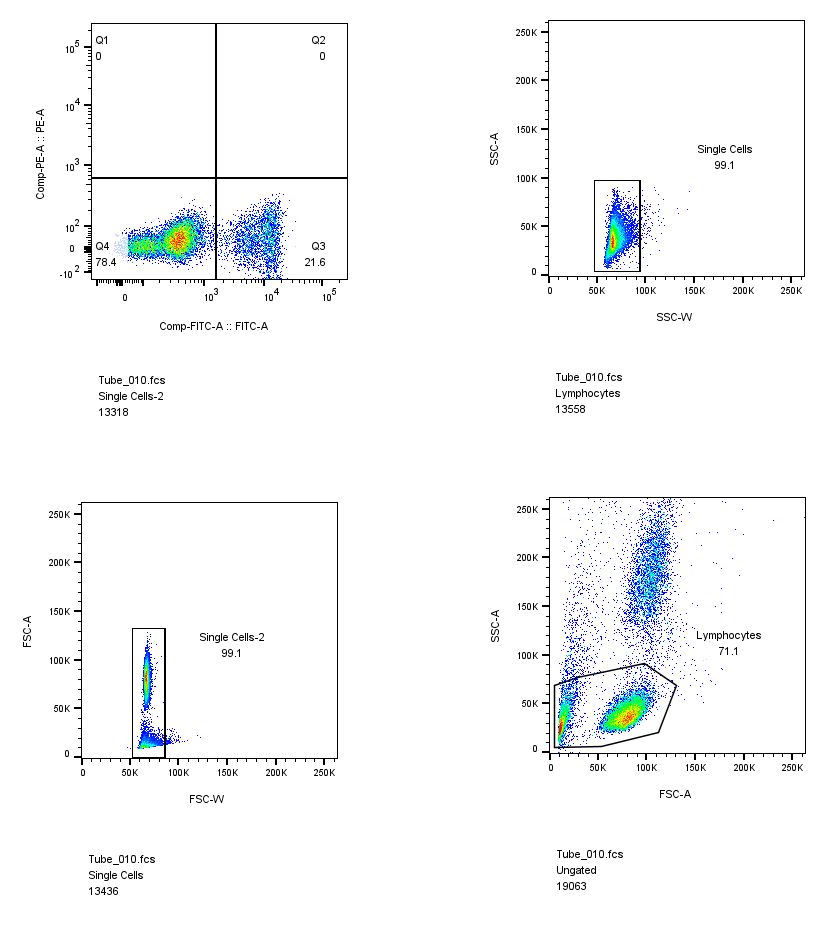 Q1
0
Q2
0
Q4
78.4
Q3
21.6
10^5
10^4
10^3
10^2
0
-10^2
0
10^3
10^4
10^5
Comp-PE-A :: PE-A
Comp-FITC-A :: FITC-A
Tube_010.fcs
Single Cells-2
13318
250K
200K
150K
100K
50K
0
0
50K
100K
150K
200K
250K
SSC-A
SSC-W
Single Cells
99.1
Tube_010.fcs
Lymphocytes
13558
250K
200K
150K
100K
50K
0
0
50K
100K
150K
200K
250K
FSC-A
FSC-W
Single Cells-2
99.1
Tube_010.fcs
Single Cells
13436
250K
200K
150K
100K
50K
0
0
50K
100K
150K
200K
250K
SSC-A
FSC-A
Lymphocytes
71.1
Tube_010.fcs
Ungated
19063